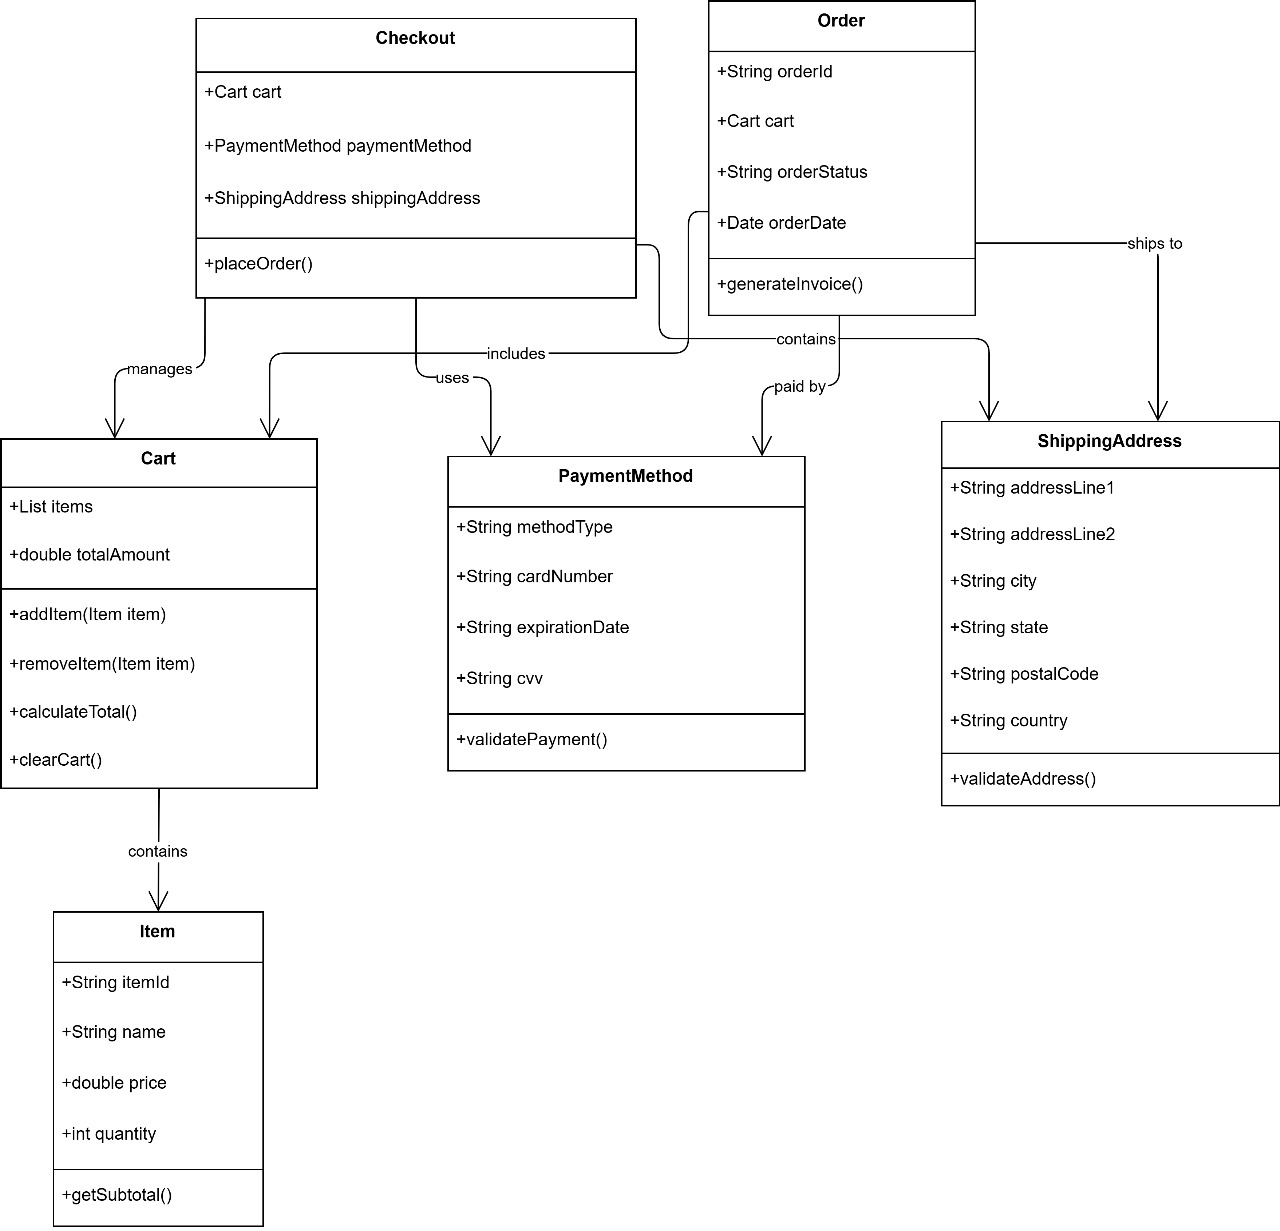 Checkout
+Cart cart
+PaymentMethod paymentMethod
+ShippingAddress shippingAddress
+placeOrder()
Order
+String orderId
+Cart cart
+String orderStatus
+Date orderDate
+generateInvoice()
ships to
contains
includes
manages
uses
paid by
Cart
+List items
+double totalAmount
+addItem(Item item)
+removeItem(Item item)
+calculateTotal()
+clearCart()
PaymentMethod
+String methodType
+String cardNumber
+String expirationDate
+String cvv
+validatePayment()
ShippingAddress
+String addressLine1
+String addressLine2
+String city
+String state
+String postalCode
+String country
+validateAddress()
contains
Item
+String itemId
+String name
+double price
+int quantity
+getSubtotal()